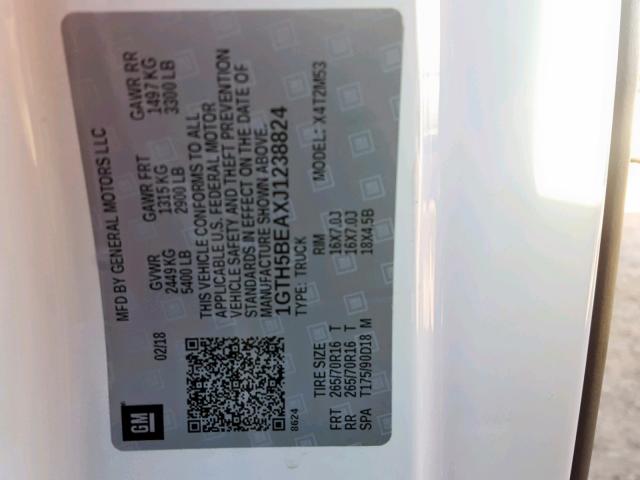 MFD BY GENERAL MOTORS LLC
02/18
GVWR GAWR FRT GAWR RR
2449 KG 1315 KG 1497 KG
5400 LB 2900 LB 3300 LB
THIS VEHICLE CONFORMS TO ALL
APPLICABLE U.S. FEDERAL MOTOR
VEHICLE SAFETY AND THEFT PREVENTION
STANDARDS IN EFFECT ON THE DATE OF
MANUFACTURE SHOWN ABOVE.
1GTH5BEAXJ1238824
TYPE: TRUCK MODEL: X4T2M53
GM
8624
TIRE SIZE RIM
FRT 265/70R16 T 16X7.0J
RR 265/70R16 T 16X7.0J
SPA T175/90D18 M 18X4.5B